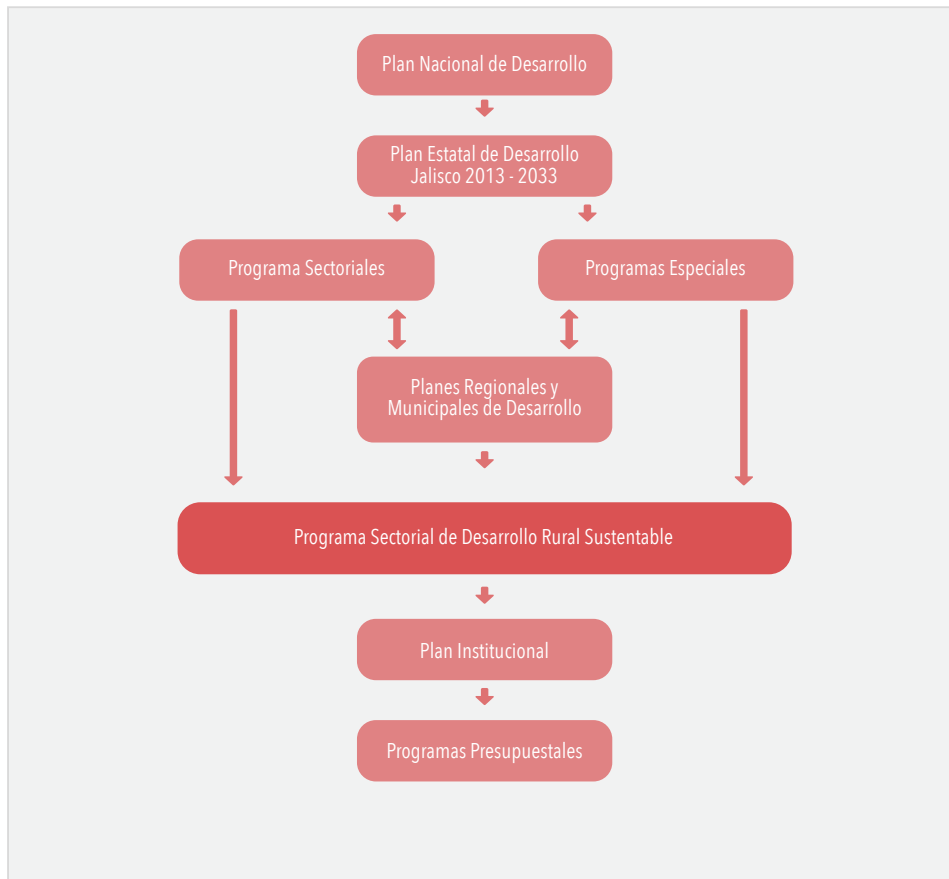 Plan Nacional de Desarrollo
Plan Estatal de Desarrollo
Jalisco 2013 - 2033
Programa Sectoriales
Programas Especiales
Planes Regionales y
Municipales de Desarrollo
Programa Sectorial de Desarrollo Rural Sustentable
Plan Institucional
Programas Presupuestales